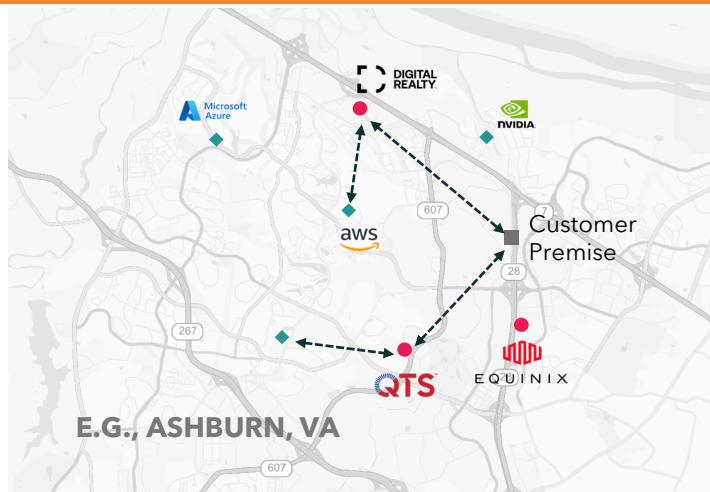 DIGITAL
REALTY
Microsoft
Azure
NVIDIA
7
607
aws
Customer
Premise
28
267
QTS
EQUINIX
E.G., ASHBURN, VA
607